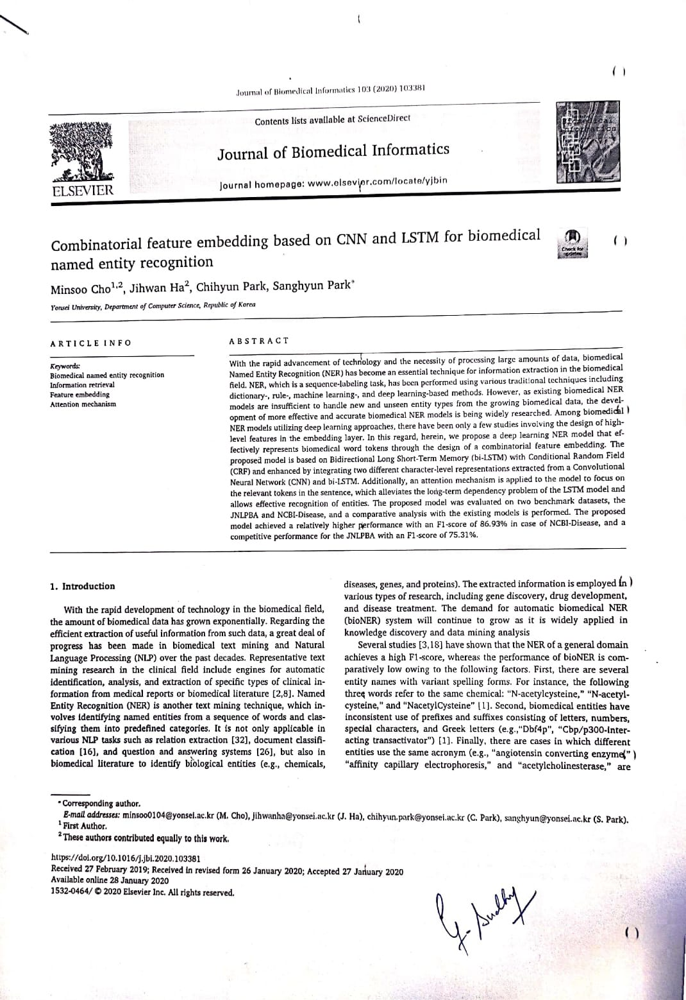 ( )
Journal of Biomedical Informatics 103 (2020) 103381
Contents lists available at ScienceDirect
Journal of Biomedical Informatics
journal homepage: www.elsevier.com/locate/yjbin
ELSEVIER
Combinatorial feature embedding based on CNN and LSTM for biomedical
named entity recognition
Check for
updates
( )
Minsoo Cho1,2, Jihwan Ha2, Chihyun Park, Sanghyun Park*
Yonsei University, Department of Computer Science, Republic of Korea
ARTICLE INFO
Keywords:
Biomedical named entity recognition
Information retrieval
Feature embedding
Attention mechanism
ABSTRACT
With the rapid advancement of technology and the necessity of processing large amounts of data, biomedical
Named Entity Recognition (NER) has become an essential technique for information extraction in the biomedical
field. NER, which is a sequence-labeling task, has been performed using various traditional techniques including
dictionary-, rule-, machine learning-, and deep learning-based methods. However, as existing biomedical NER
models are insufficient to handle new and unseen entity types from the growing biomedical data, the devel-
opment of more effective and accurate biomedical NER models is being widely researched. Among biomedical
NER models utilizing deep learning approaches, there have been only a few studies involving the design of high-
level features in the embedding layer. In this regard, herein, we propose a deep learning NER model that ef-
fectively represents biomedical word tokens through the design of a combinatorial feature embedding. The
proposed model is based on Bidirectional Long Short-Term Memory (bi-LSTM) with Conditional Random Field
(CRF) and enhanced by integrating two different character-level representations extracted from a Convolutional
Neural Network (CNN) and bi-LSTM. Additionally, an attention mechanism is applied to the model to focus on
the relevant tokens in the sentence, which alleviates the long-term dependency problem of the LSTM model and
allows effective recognition of entities. The proposed model was evaluated on two benchmark datasets, the
JNLPBA and NCBI-Disease, and a comparative analysis with the existing models is performed. The proposed
model achieved a relatively higher performance with an F1-score of 86.93% in case of NCBI-Disease, and a
competitive performance for the JNLPBA with an F1-score of 75.31%.
1. Introduction
With the rapid development of technology in the biomedical field,
the amount of biomedical data has grown exponentially. Regarding the
efficient extraction of useful information from such data, a great deal of
progress has been made in biomedical text mining and Natural
Language Processing (NLP) over the past decades. Representative text
mining research in the clinical field include engines for automatic
identification, analysis, and extraction of specific types of clinical in-
formation from medical reports or biomedical literature [2,8]. Named
Entity Recognition (NER) is another text mining technique, which in-
volves identifying named entities from a sequence of words and clas-
sifying them into predefined categories. It is not only applicable in
various NLP tasks such as relation extraction [32], document classifi-
cation [16], and question and answering systems [26], but also in
biomedical literature to identify biological entities (e.g., chemicals,
diseases, genes, and proteins). The extracted information is employed in
various types of research, including gene discovery, drug development,
and disease treatment. The demand for automatic biomedical NER
(bioNER) system will continue to grow as it is widely applied in
knowledge discovery and data mining analysis
Several studies [3,18] have shown that the NER of a general domain
achieves a high F1-score, whereas the performance of bioNER is com-
paratively low owing to the following factors. First, there are several
entity names with variant spelling forms. For instance, the following
three words refer to the same chemical: “N-acetylcysteine,” “N-acetyl-
cysteine,” and “NacetylCysteine” [1]. Second, biomedical entities have
inconsistent use of prefixes and suffixes consisting of letters, numbers,
special characters, and Greek letters (e.g.,“Dbf4p”, “Cbp/p300-inter-
acting transactivator”) [1]. Finally, there are cases in which different
entities use the same acronym (e.g., “angiotensin converting enzyme,”
“affinity capillary electrophoresis,” and “acetylcholinesterase,” are
* Corresponding author.
E-mail addresses: minsoo0104@yonsei.ac.kr (M. Cho), jihwanha@yonsei.ac.kr (J. Ha), chihyun.park@yonsei.ac.kr (C. Park), sanghyun@yonsei.ac.kr (S. Park).
1 First Author.
2 These authors contributed equally to this work.
https://doi.org/10.1016/j.jbi.2020.103381
Received 27 February 2019; Received in revised form 26 January 2020; Accepted 27 January 2020
Available online 28 January 2020
1532-0464/ © 2020 Elsevier Inc. All rights reserved.
( )